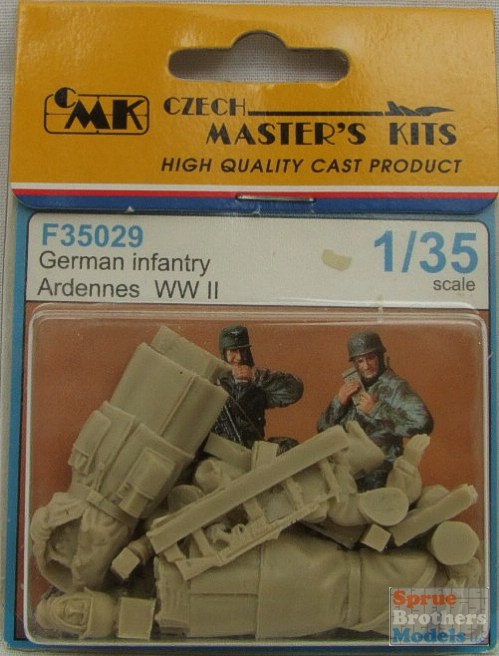 CMK
CZECH
MASTER'S KITS
HIGH QUALITY CAST PRODUCT
F35029
German infantry
Ardennes WW II
1/35
scale
Sprue
Brothers
Models